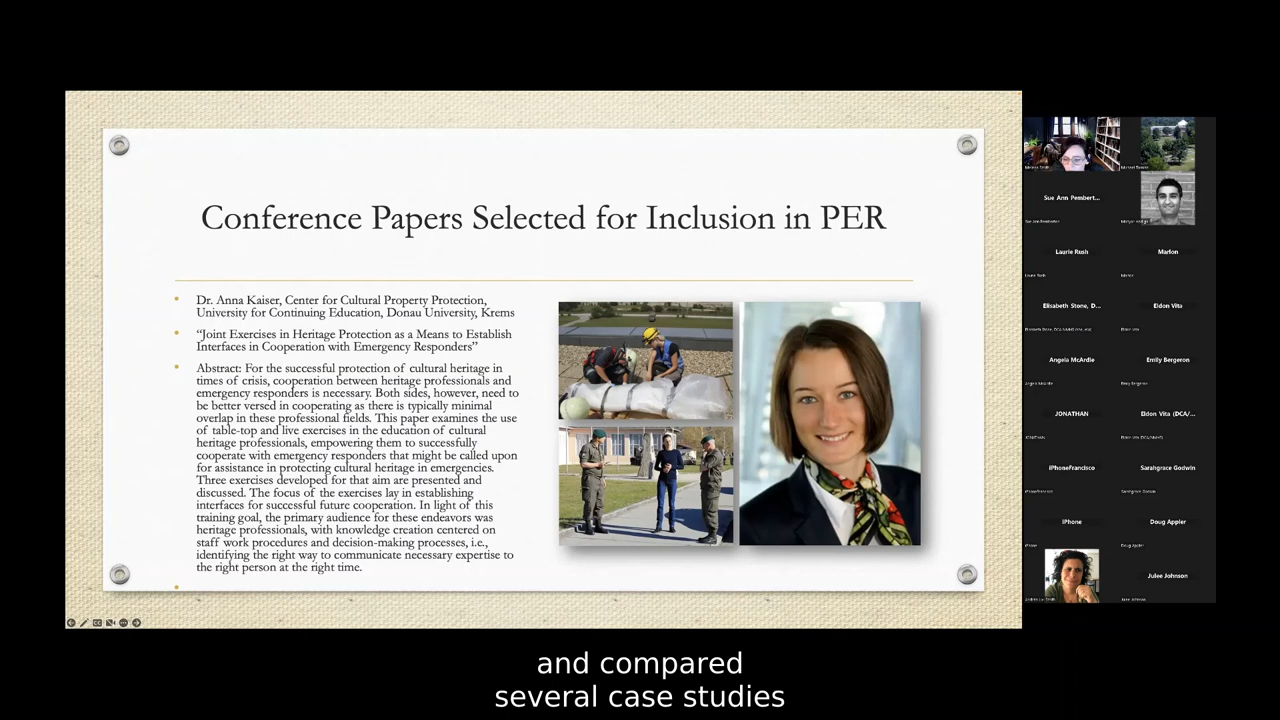 Conference Papers Selected for Inclusion in PER
Dr. Anna Kaiser, Center for Cultural Property Protection,
University for Continuing Education, Donau University, Krems
“Joint Exercises in Heritage Protection as a Means to Establish
Interfaces in Cooperation with Emergency Responders”
Abstract: For the successful protection of cultural heritage in
times of crisis, cooperation between heritage professionals and
emergency responders is necessary. Both sides, however, need to
be better versed in cooperating as there is typically minimal
overlap in these professional fields. This paper examines the use
of table-top and live exercises in the education of cultural
heritage professionals, empowering them to successfully
cooperate with emergency responders that might be called upon
for assistance in protecting cultural heritage in emergencies.
Three exercises developed for that aim are presented and
discussed. The focus of the exercises lay in establishing
interfaces for successful future cooperation. In light of this
training goal, the primary audience for these endeavors was
heritage professionals, with knowledge creation centered on
staff work procedures and decision-making processes, i.e.,
identifying the right way to communicate necessary expertise to
the right person at the right time.
Sue Ann Pembert...
Laurie Rush
Marlon
Elisabeth Stone, D...
Eldon Vita
Angela McArdle
Emily Bergeron
JONATHAN
Eldon Vita (DCA/...
iPhoneFrancisco
Sarahgrace Godwin
iPhone
Doug Appler
Julee Johnson
and compared
several case studies